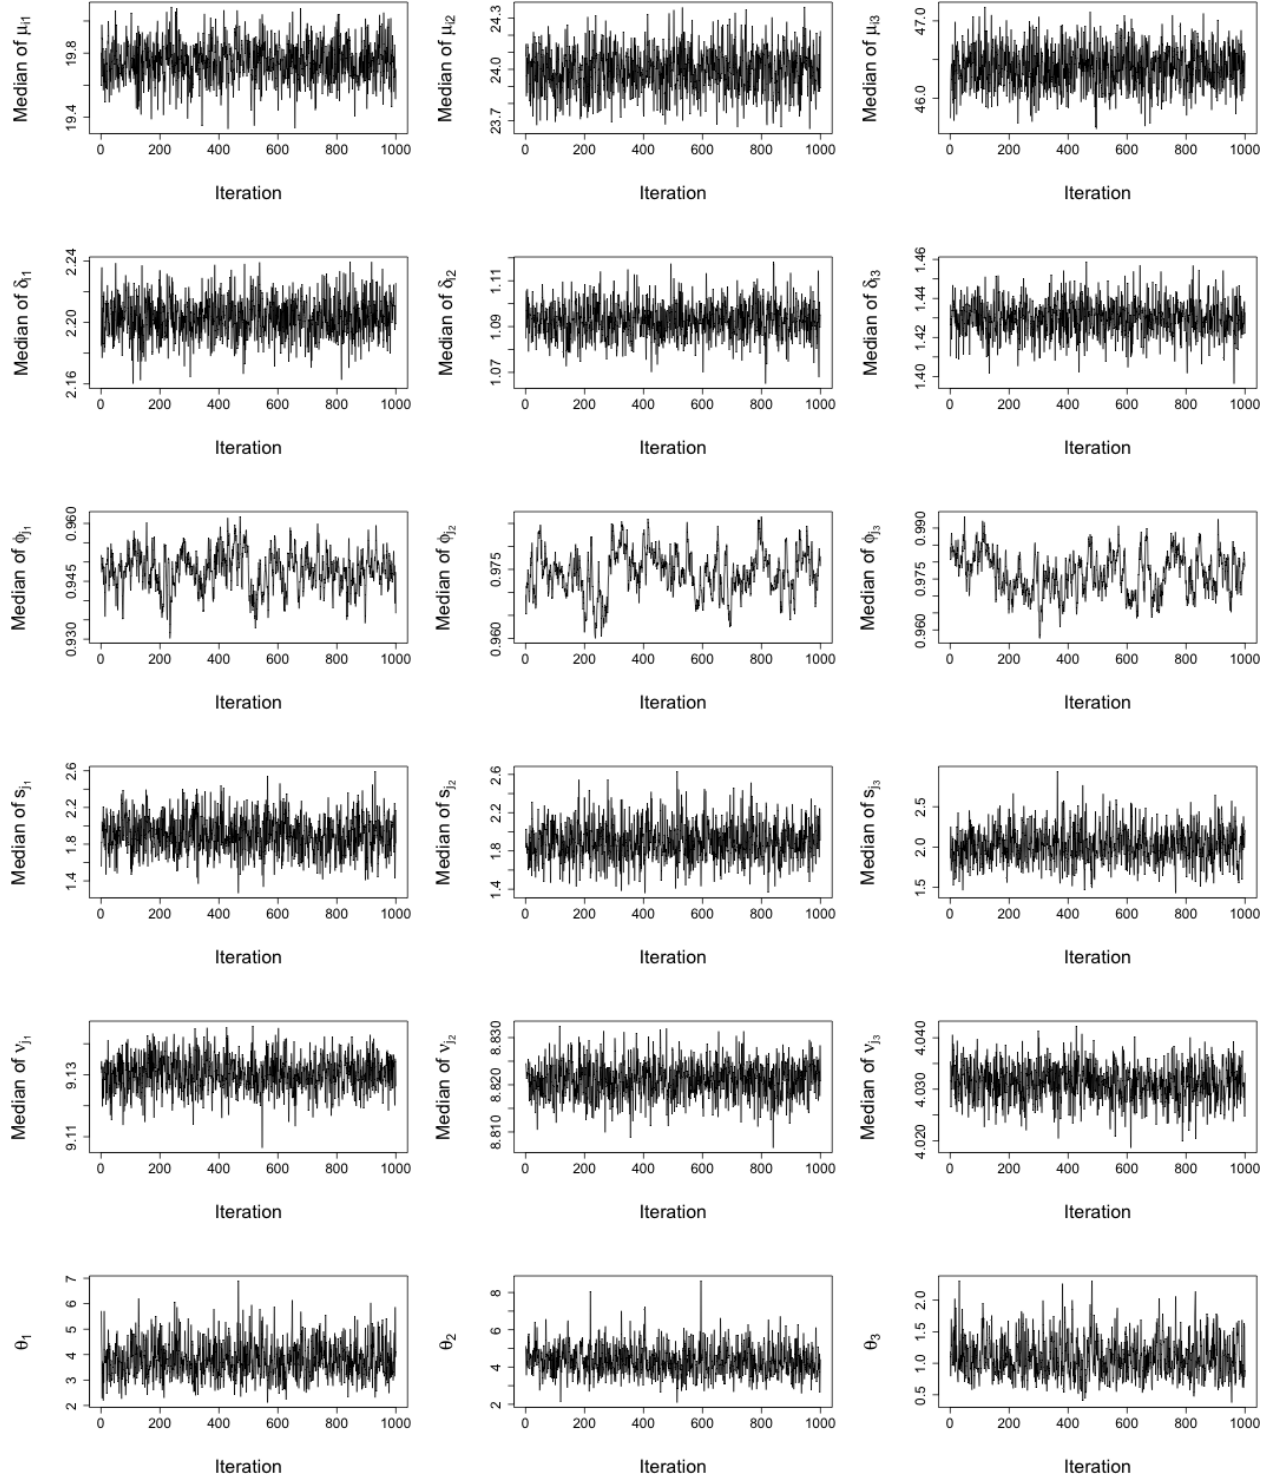 Median of μi1
19.4 19.8
0 200 400 600 800 1000
Iteration
Median of μi2
23.7 24.0 24.3
0 200 400 600 800 1000
Iteration
Median of μi3
46.0 47.0
0 200 400 600 800 1000
Iteration
Median of δi1
2.16 2.20 2.24
0 200 400 600 800 1000
Iteration
Median of δi2
1.07 1.09 1.11
0 200 400 600 800 1000
Iteration
Median of δi3
1.40 1.42 1.44 1.46
0 200 400 600 800 1000
Iteration
Median of ϕj1
0.930 0.945 0.960
0 200 400 600 800 1000
Iteration
Median of ϕj2
0.960 0.975
0 200 400 600 800 1000
Iteration
Median of ϕj3
0.960 0.975 0.990
0 200 400 600 800 1000
Iteration
Median of sj1
1.4 1.8 2.2 2.6
0 200 400 600 800 1000
Iteration
Median of sj2
1.4 1.8 2.2 2.6
0 200 400 600 800 1000
Iteration
Median of sj3
1.5 2.0 2.5
0 200 400 600 800 1000
Iteration
Median of νj1
9.11 9.13
0 200 400 600 800 1000
Iteration
Median of νj2
8.810 8.820 8.830
0 200 400 600 800 1000
Iteration
Median of νj3
4.020 4.030 4.040
0 200 400 600 800 1000
Iteration
θ1
2 3 4 5 6 7
0 200 400 600 800 1000
Iteration
θ2
2 4 6 8
0 200 400 600 800 1000
Iteration
θ3
0.5 1.0 1.5 2.0
0 200 400 600 800 1000
Iteration